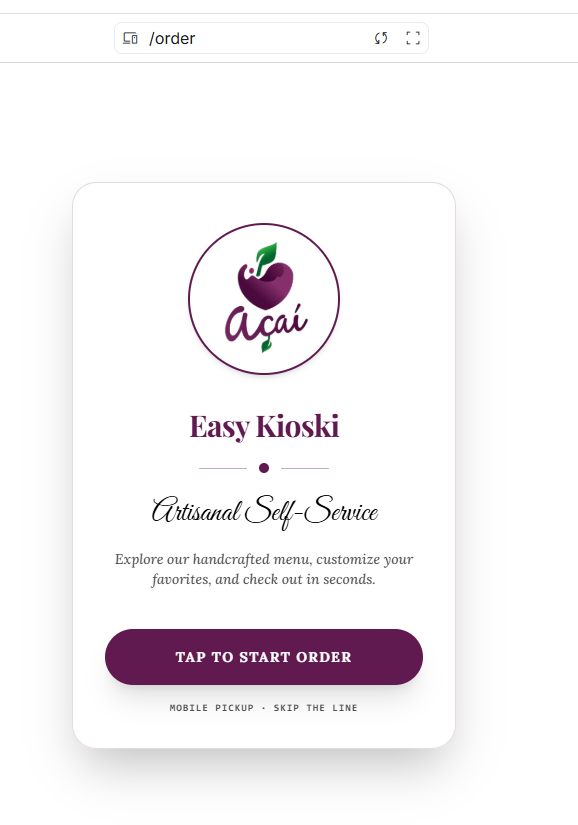 /order
Açaí
Easy Kioski
Artisanal Self-Service
Explore our handcrafted menu, customize your
favorites, and check out in seconds.
TAP TO START ORDER
MOBILE PICKUP · SKIP THE LINE